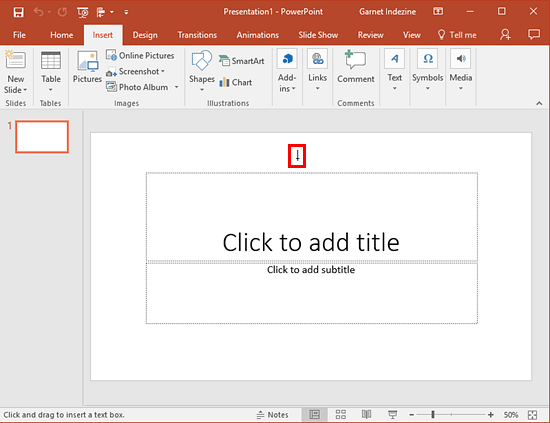 Presentation1 - PowerPoint
Garnet Indezine
File Home Insert Design Transitions Animations Slide Show Review View Tell me
New Slide
Table
Pictures
Online Pictures
Screenshot
Photo Album
Shapes
SmartArt
Chart
Add-ins
Links
Comment
Text
Symbols
Media
Slides
Tables
Images
Illustrations
Comments
1
Click to add title
Click to add subtitle
Click and drag to insert a text box.
Notes
50%